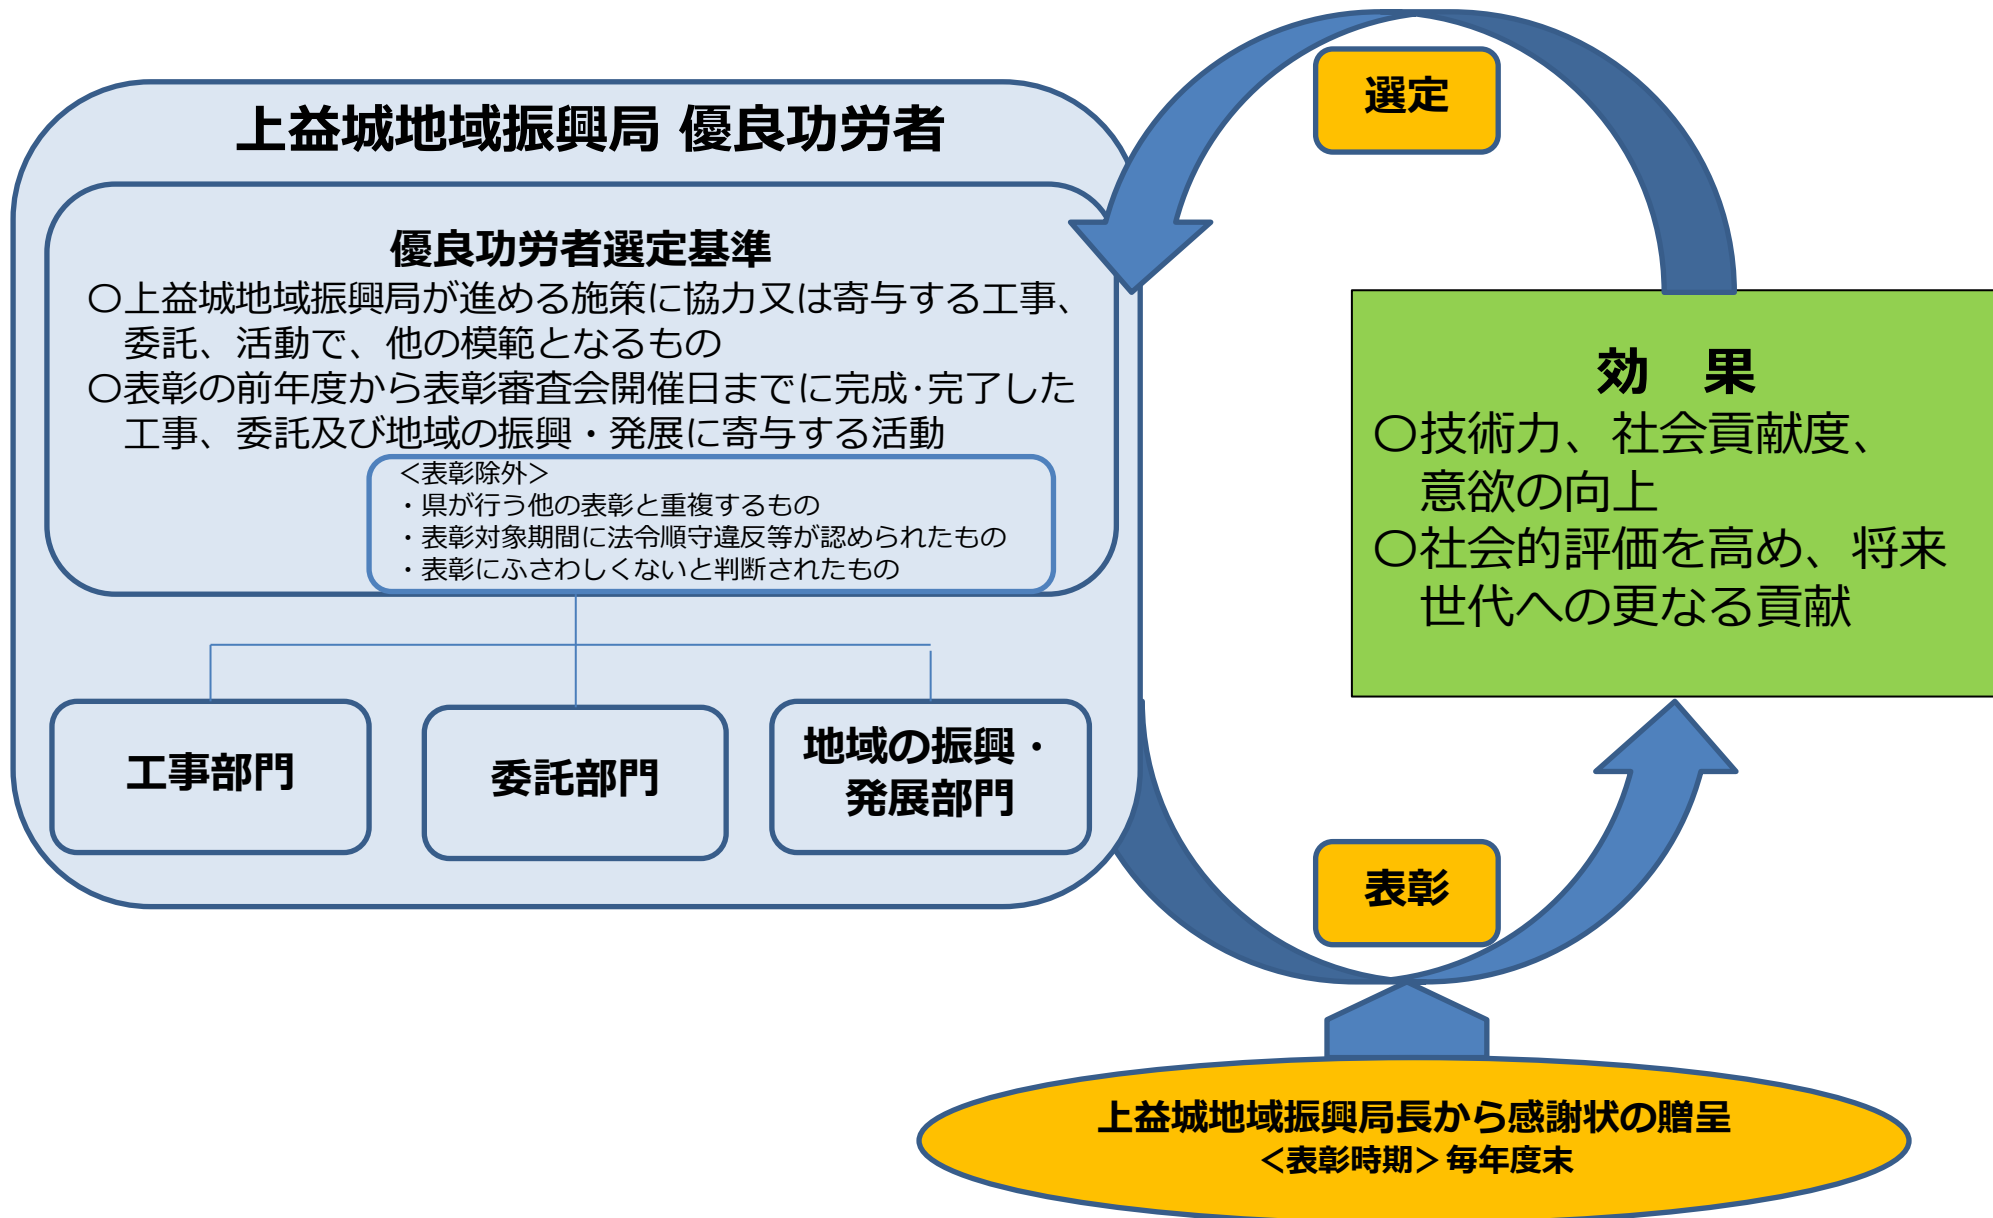 上益城地域振興局 優良功労者
優良功労者選定基準
〇上益城地域振興局が進める施策に協力又は寄与する工事、
委託、活動で、他の模範となるもの
〇表彰の前年度から表彰審査会開催日までに完成･完了した
工事、委託及び地域の振興・発展に寄与する活動
＜表彰除外＞
・県が行う他の表彰と重複するもの
・表彰対象期間に法令順守違反等が認められたもの
・表彰にふさわしくないと判断されたもの
工事部門
委託部門
地域の振興・
発展部門
選定
効　果
〇技術力、社会貢献度、
意欲の向上
〇社会的評価を高め、将来
世代への更なる貢献
表彰
上益城地域振興局長から感謝状の贈呈
＜表彰時期＞毎年度末